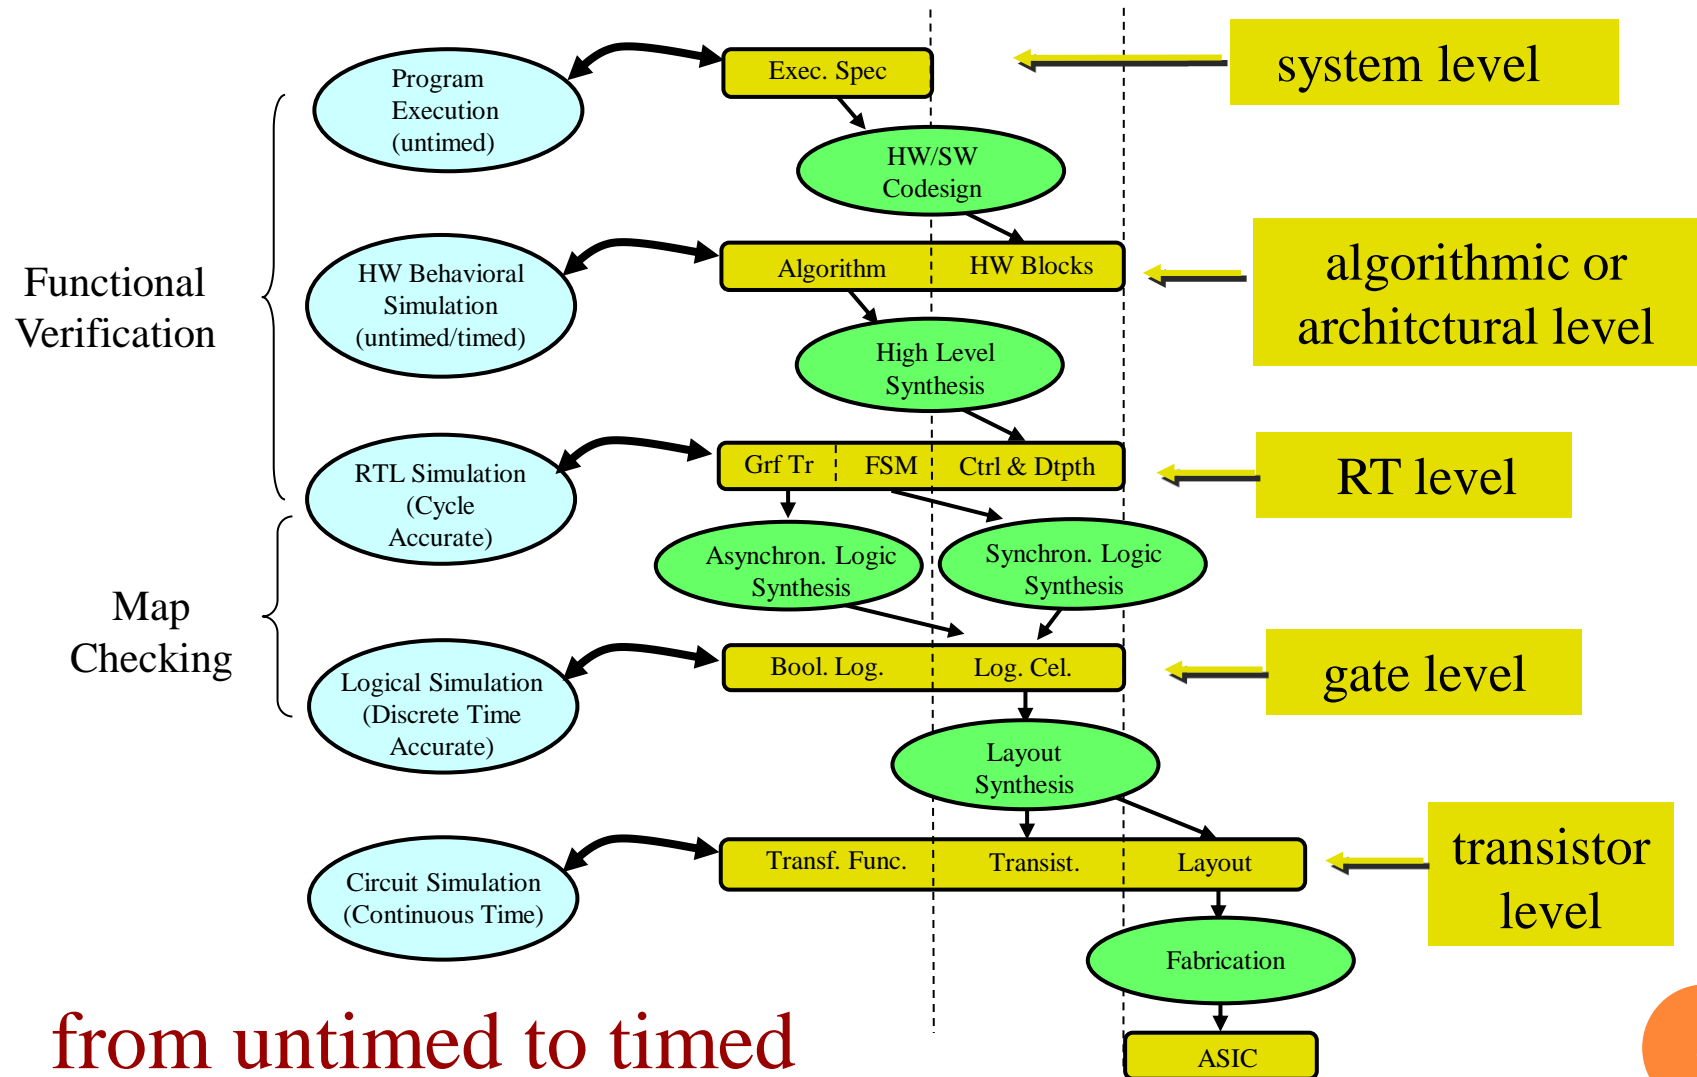 Program
Execution
(untimed)
Exec. Spec
system level
HW/SW
Codesign
Functional
Verification
HW Behavioral
Simulation
(untimed/timed)
Algorithm
HW Blocks
algorithmic or
architctural level
High Level
Synthesis
RTL Simulation
(Cycle
Accurate)
Grf Tr
FSM
Ctrl & Dtpth
RT level
Asynchron. Logic
Synthesis
Synchron. Logic
Synthesis
Map
Checking
Logical Simulation
(Discrete Time
Accurate)
Bool. Log.
Log. Cel.
gate level
Layout
Synthesis
Circuit Simulation
(Continuous Time)
Transf. Func.
Transist.
Layout
transistor
level
Fabrication
from untimed to timed
ASIC